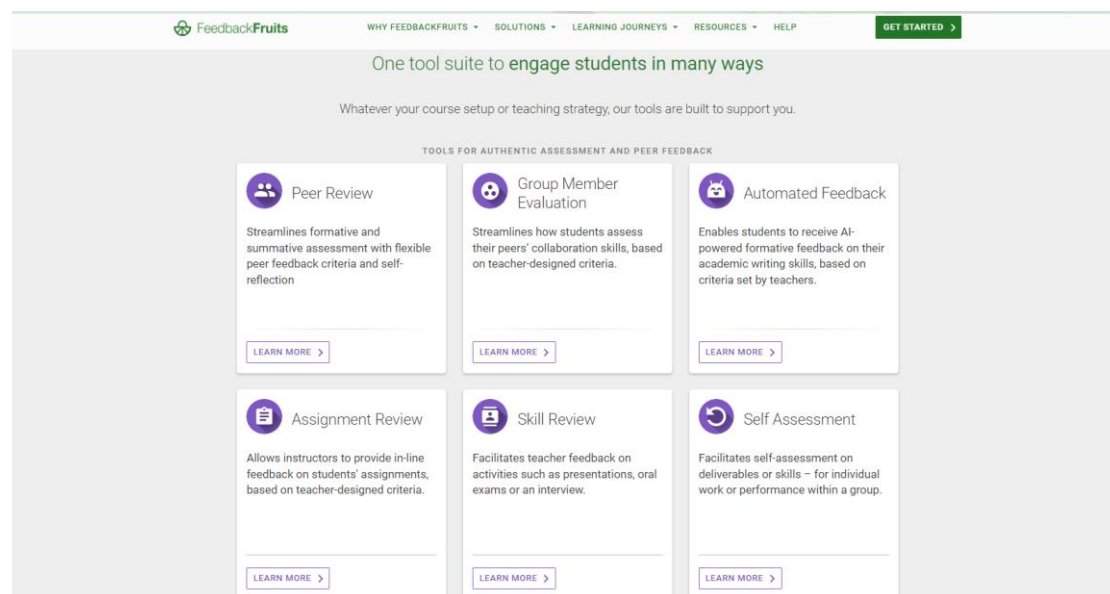 FeedbackFruits
WHY FEEDBACKFRUITS
SOLUTIONS
LEARNING JOURNEYS
RESOURCES
HELP
GET STARTED
One tool suite to engage students in many ways
Whatever your course setup or teaching strategy, our tools are built to support you.
TOOLS FOR AUTHENTIC ASSESSMENT AND PEER FEEDBACK
Peer Review
Streamlines formative and
summative assessment with flexible
peer feedback criteria and self-
reflection
LEARN MORE
Group Member
Evaluation
Streamlines how students assess
their peers' collaboration skills, based
on teacher-designed criteria.
LEARN MORE
Automated Feedback
Enables students to receive AI-
powered formative feedback on their
academic writing skills, based on
criteria set by teachers.
LEARN MORE
Assignment Review
Allows instructors to provide in-line
feedback on students' assignments,
based on teacher-designed criteria.
LEARN MORE
Skill Review
Facilitates teacher feedback on
activities such as presentations, oral
exams or an interview.
LEARN MORE
Self Assessment
Facilitates self-assessment on
deliverables or skills – for individual
work or performance within a group.
LEARN MORE